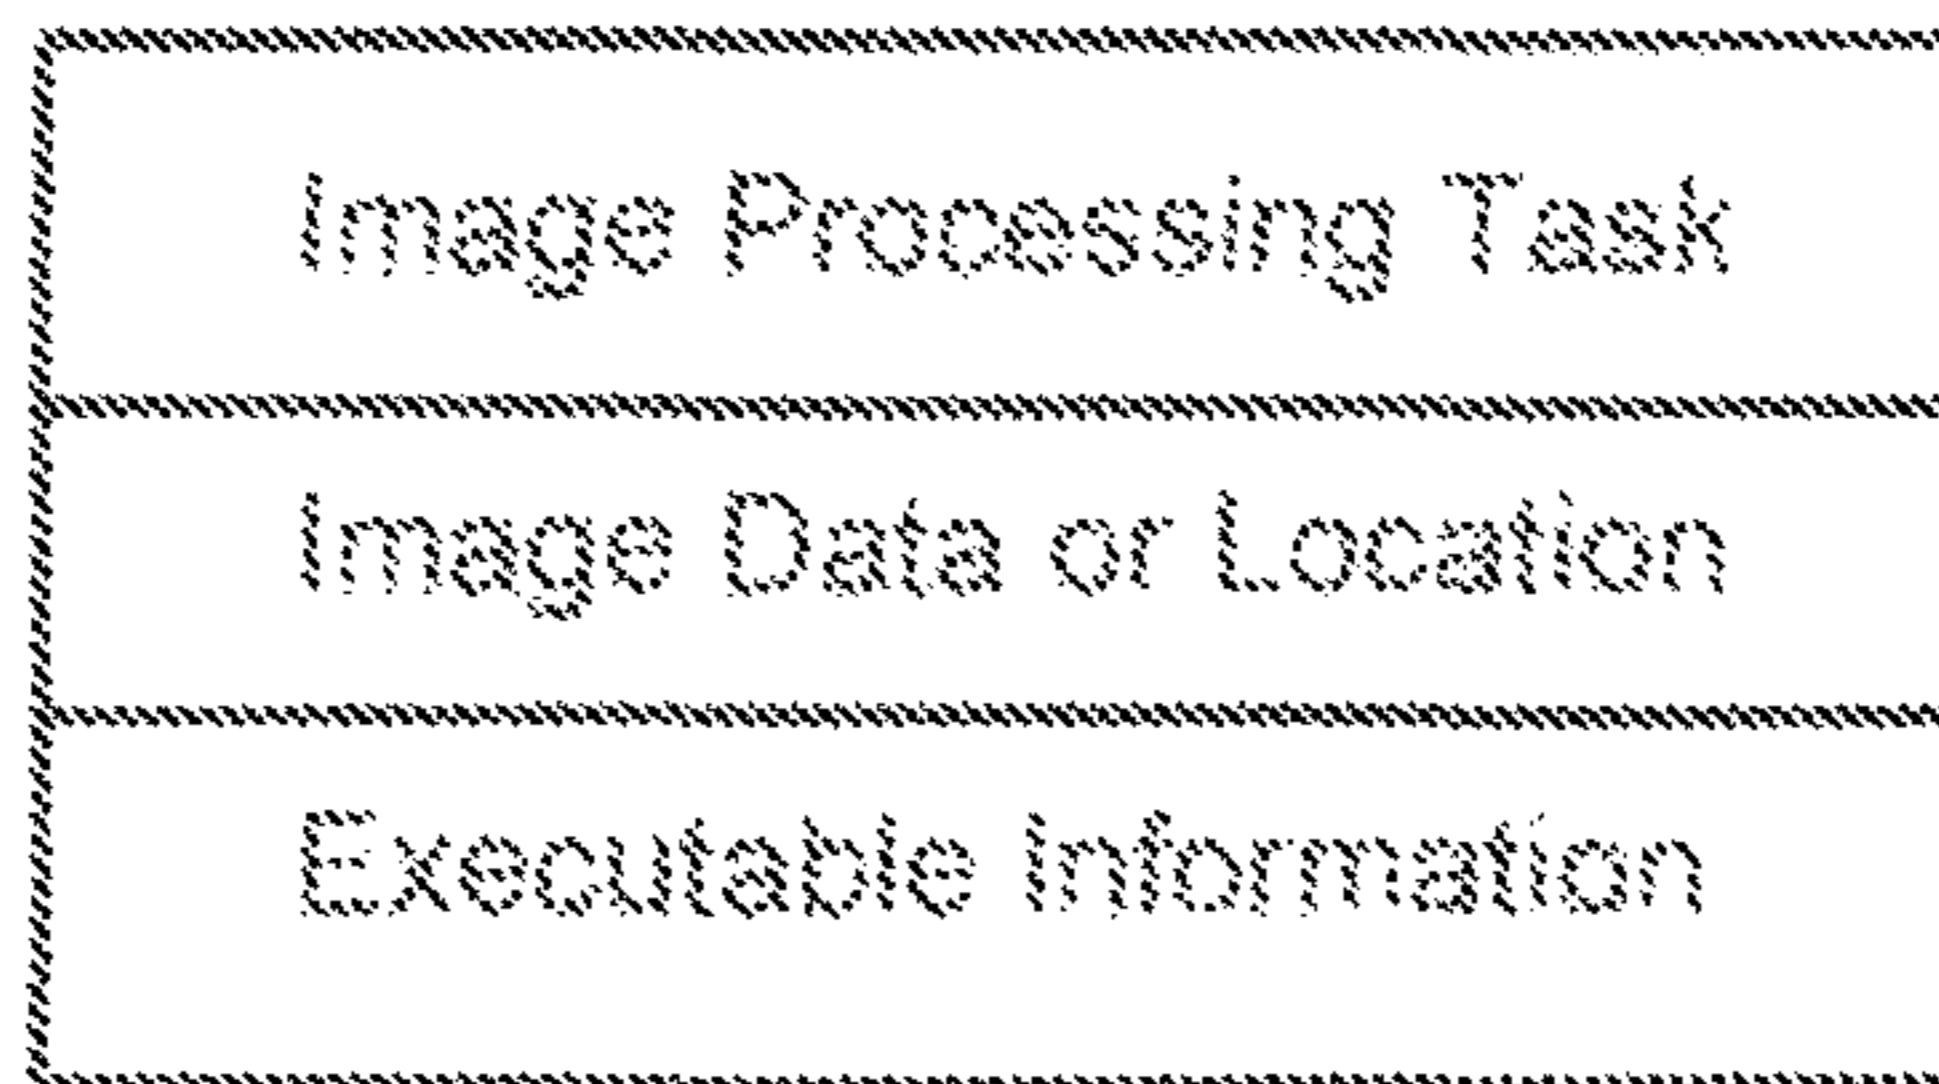 Image Processing Task
Image Data or Location
Executable Information